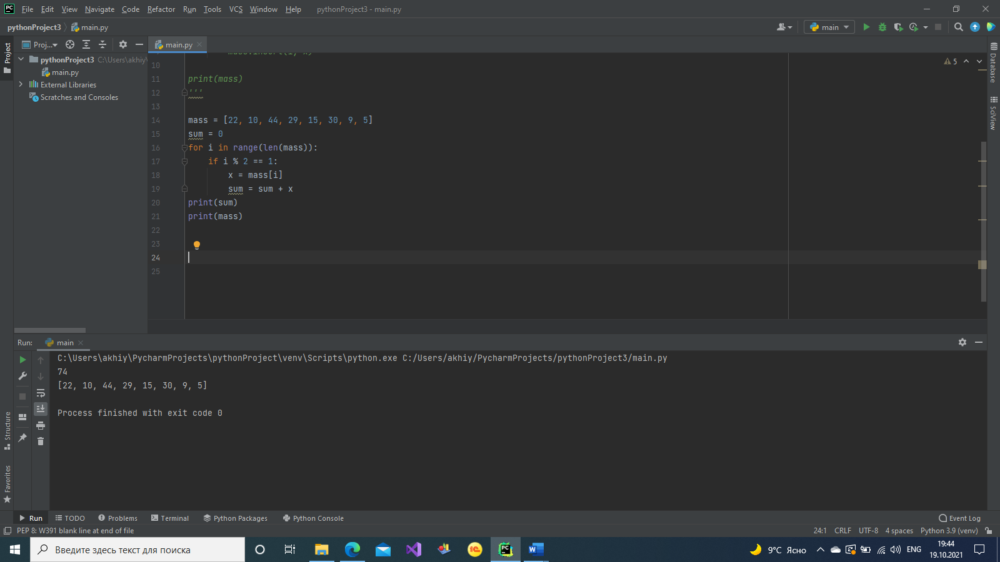 File Edit View Navigate Code Refactor Run Tools VCS Window Help pythonProject3 - main.py
pythonProject3 main.py
main
Project
Proj...
main.py
pythonProject3 C:\Users\akhiy\
main.py
External Libraries
Scratches and Consoles
5
10
11 print(mass)
12 '''
13
14 mass = [22, 10, 44, 29, 15, 30, 9, 5]
15 sum = 0
16 for i in range(len(mass)):
17 if i % 2 == 1:
18 x = mass[i]
19 sum = sum + x
20 print(sum)
21 print(mass)
22
23
24
25
Database
SciView
Run: main
C:\Users\akhiy\PycharmProjects\pythonProject\venv\Scripts\python.exe C:/Users/akhiy/PycharmProjects/pythonProject3/main.py
74
[22, 10, 44, 29, 15, 30, 9, 5]
Process finished with exit code 0
Structure
Favorites
Run TODO Problems Terminal Python Packages Python Console Event Log
PEP 8: W391 blank line at end of file 24:1 CRLF UTF-8 4 spaces Python 3.9 (venv)
Введите здесь текст для поиска
9°C Ясно ENG
19:44
19.10.2021